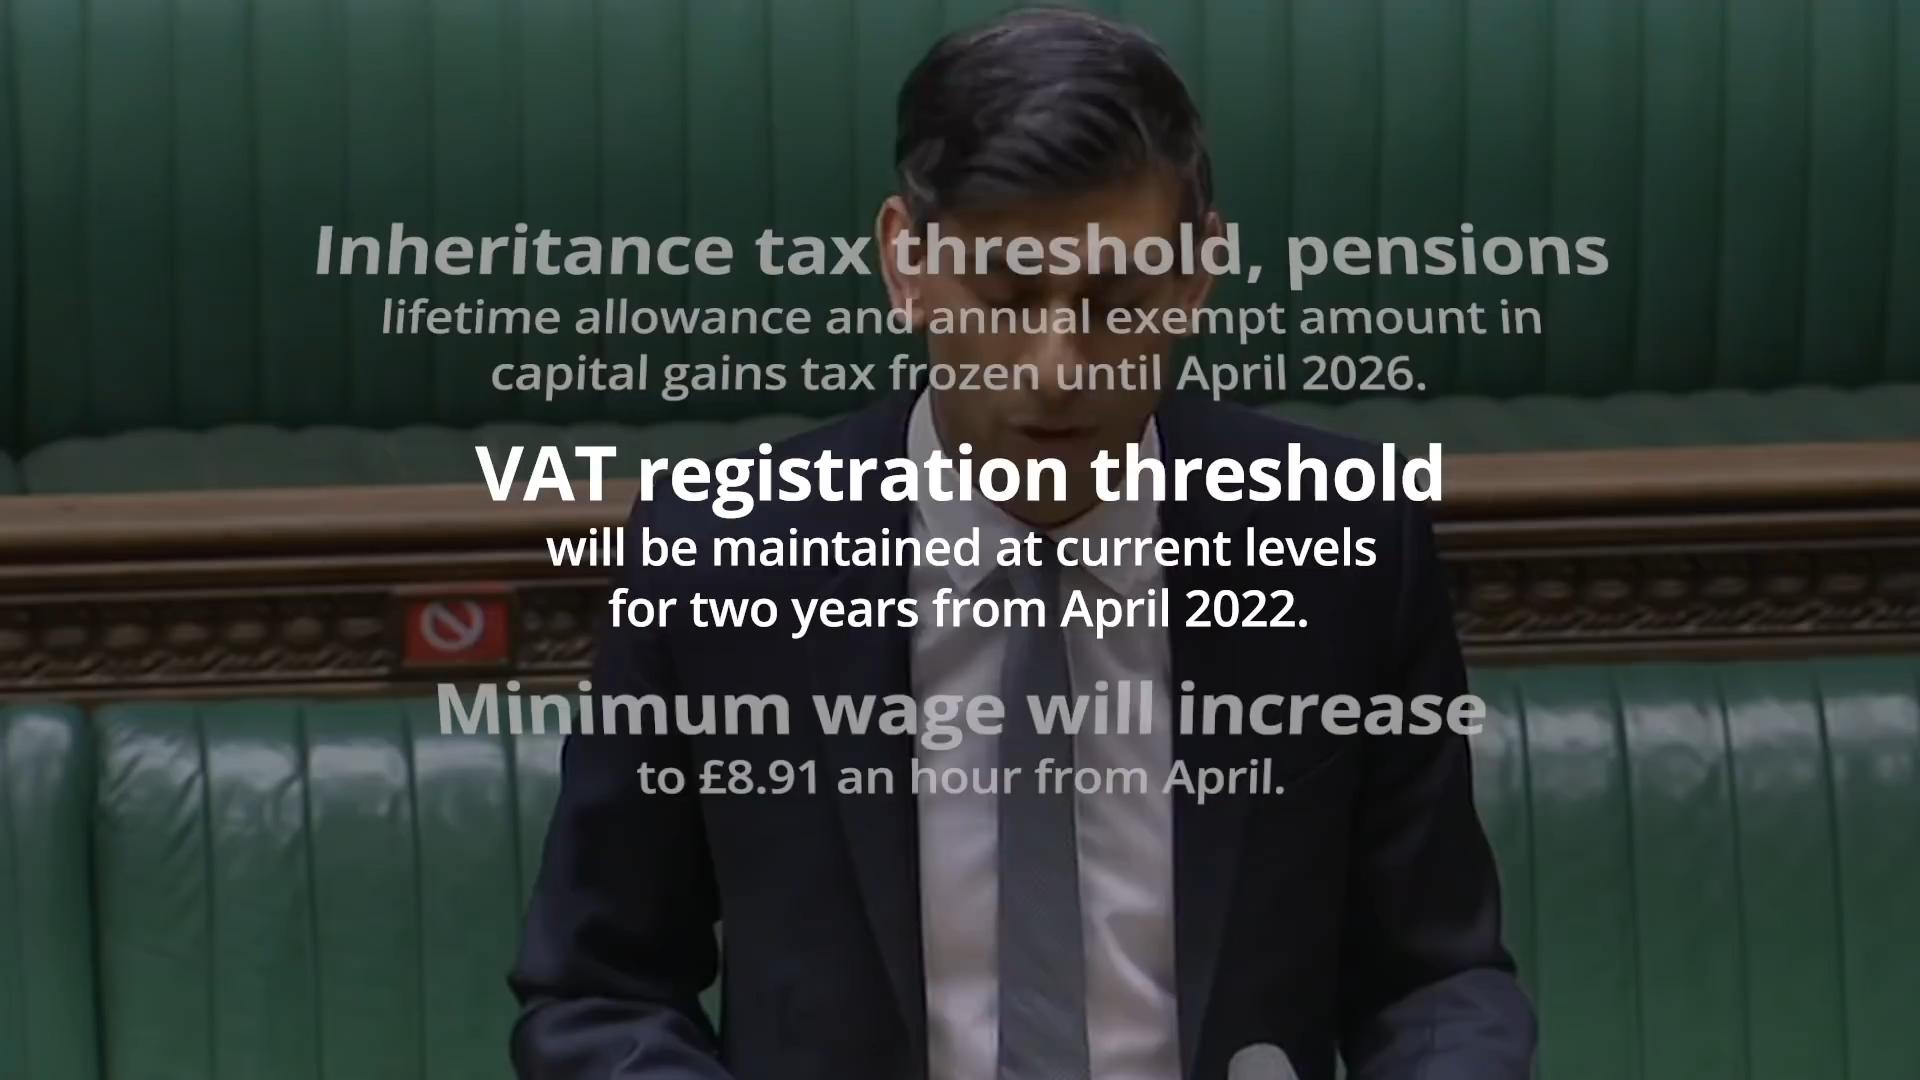 Inheritance tax threshold, pensions
lifetime allowance and annual exempt amount in
capital gains tax frozen until April 2026.
VAT registration threshold
will be maintained at current levels
for two years from April 2022.
Minimum wage will increase
to £8.91 an hour from April.